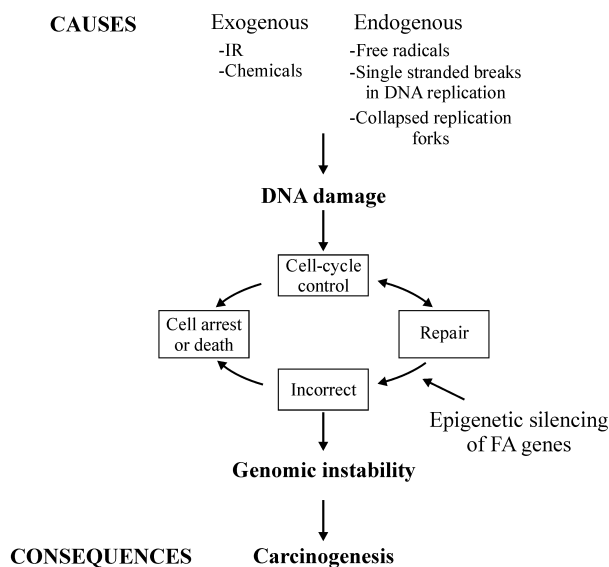 CAUSES
Exogenous
-IR
-Chemicals
Endogenous
-Free radicals
-Single stranded breaks
in DNA replication
-Collapsed replication
forks
DNA damage
Cell-cycle
control
Cell arrest
or death
Repair
Incorrect
Epigenetic silencing
of FA genes
Genomic instability
CONSEQUENCES
Carcinogenesis